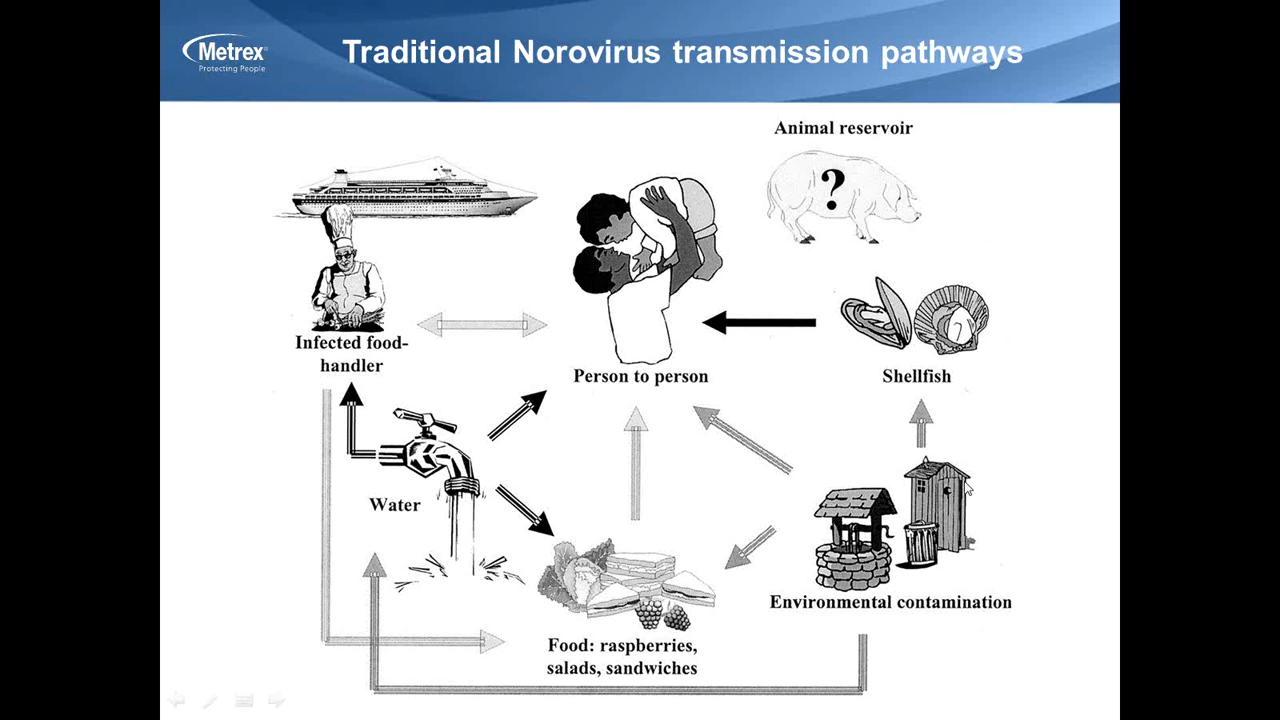 Metrex®
Protecting People
Traditional Norovirus transmission pathways
Animal reservoir
?
Infected food-
handler
Person to person
Shellfish
Water
Environmental contamination
Food: raspberries,
salads, sandwiches